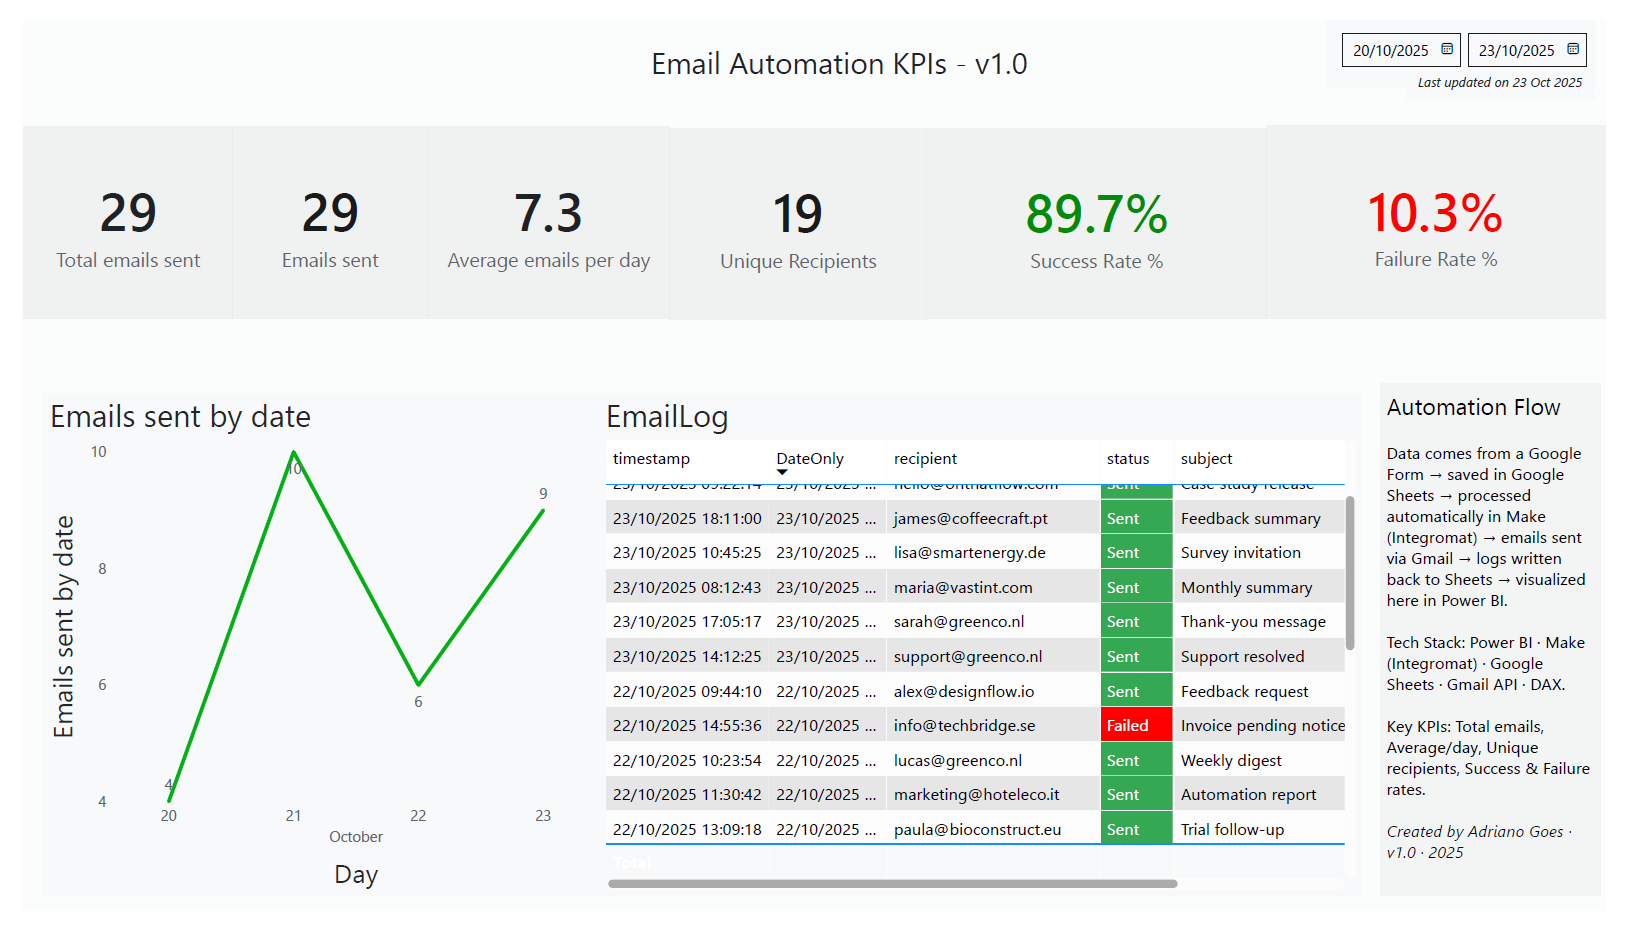 Email Automation KPIs - v1.0
20/10/2025
23/10/2025
Last updated on 23 Oct 2025
29
Total emails sent
29
Emails sent
7.3
Average emails per day
19
Unique Recipients
89.7%
Success Rate %
10.3%
Failure Rate %
Emails sent by date
Emails sent by date
10
8
6
4
4
10
6
9
20
21
22
23
October
Day
EmailLog
timestamp DateOnly recipient status subject
23/10/2025 18:11:00 23/10/2025 ... james@coffeecraft.pt Sent Feedback summary
23/10/2025 10:45:25 23/10/2025 ... lisa@smartenergy.de Sent Survey invitation
23/10/2025 08:12:43 23/10/2025 ... maria@vastint.com Sent Monthly summary
23/10/2025 17:05:17 23/10/2025 ... sarah@greenco.nl Sent Thank-you message
23/10/2025 14:12:25 23/10/2025 ... support@greenco.nl Sent Support resolved
22/10/2025 09:44:10 22/10/2025 ... alex@designflow.io Sent Feedback request
22/10/2025 14:55:36 22/10/2025 ... info@techbridge.se Failed Invoice pending notice
22/10/2025 10:23:54 22/10/2025 ... lucas@greenco.nl Sent Weekly digest
22/10/2025 11:30:42 22/10/2025 ... marketing@hoteleco.it Sent Automation report
22/10/2025 13:09:18 22/10/2025 ... paula@bioconstruct.eu Sent Trial follow-up
Total
Automation Flow
Data comes from a Google
Form → saved in Google
Sheets → processed
automatically in Make
(Integromat) → emails sent
via Gmail → logs written
back to Sheets → visualized
here in Power BI.
Tech Stack: Power BI · Make
(Integromat) · Google
Sheets · Gmail API · DAX.
Key KPIs: Total emails,
Average/day, Unique
recipients, Success & Failure
rates.
Created by Adriano Goes ·
v1.0 · 2025